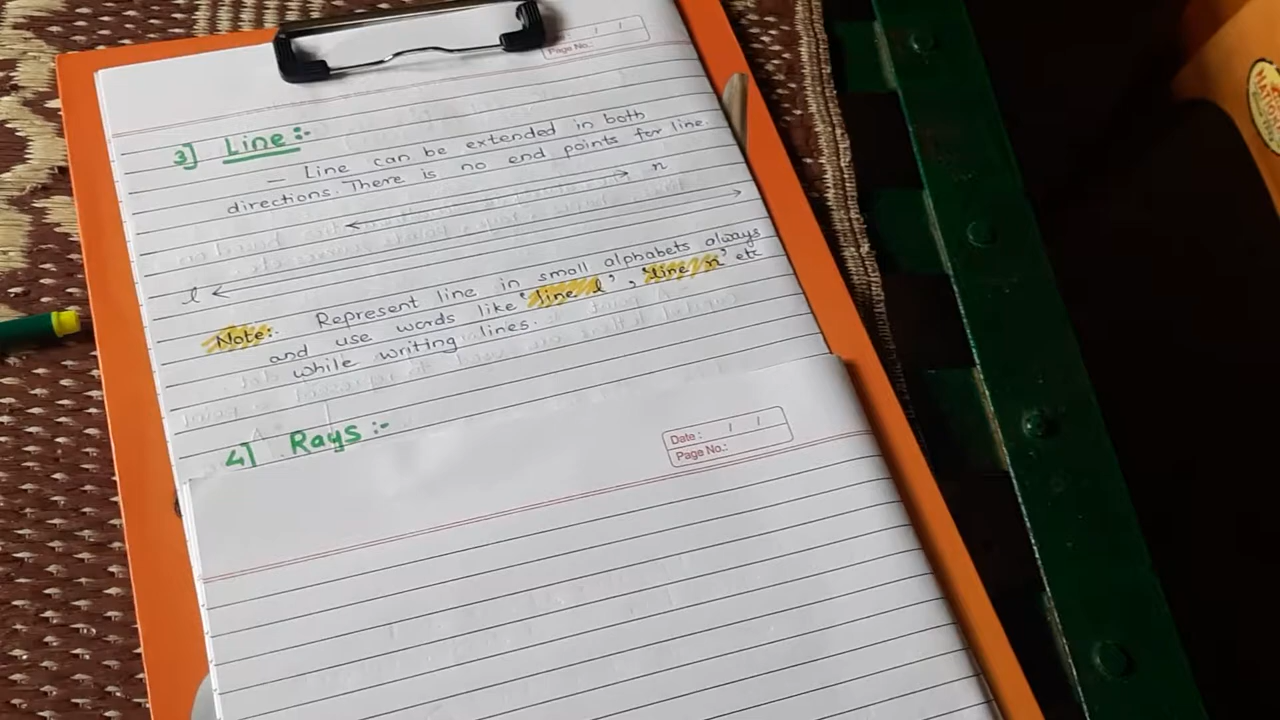 Page No.:
3] Line :-
— Line can be extended in both
directions. There is no end points for line.
n
l
Note:. Represent line in small alphabets always
and use words like 'line l', 'line n' etc
while writing lines.
4] Rays :-
Date :
Page No.: